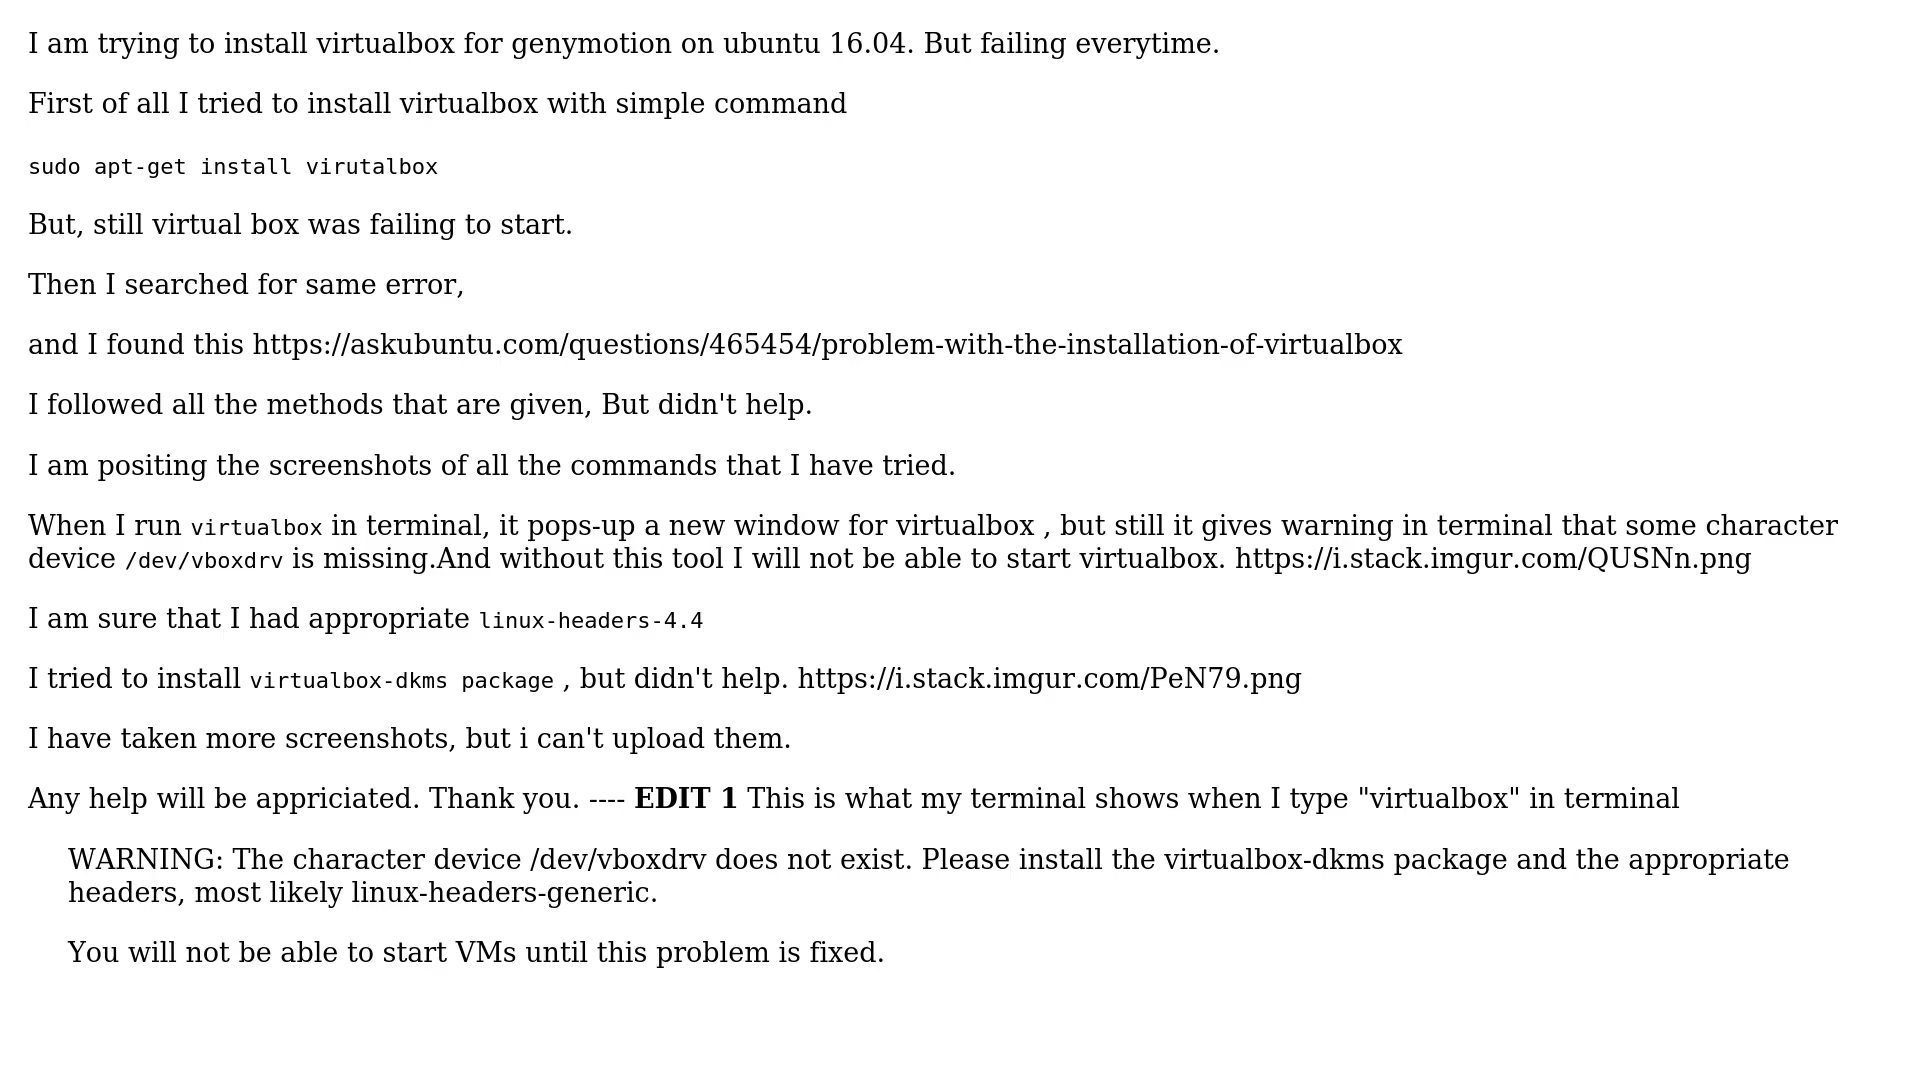 I am trying to install virtualbox for genymotion on ubuntu 16.04. But failing everytime.
First of all I tried to install virtualbox with simple command
sudo apt-get install virutalbox
But, still virtual box was failing to start.
Then I searched for same error,
and I found this https://askubuntu.com/questions/465454/problem-with-the-installation-of-virtualbox
I followed all the methods that are given, But didn't help.
I am positing the screenshots of all the commands that I have tried.
When I run virtualbox in terminal, it pops-up a new window for virtualbox , but still it gives warning in terminal that some character
device /dev/vboxdrv is missing.And without this tool I will not be able to start virtualbox. https://i.stack.imgur.com/QUSNn.png
I am sure that I had appropriate linux-headers-4.4
I tried to install virtualbox-dkms package , but didn't help. https://i.stack.imgur.com/PeN79.png
I have taken more screenshots, but i can't upload them.
Any help will be appriciated. Thank you. ---- EDIT 1 This is what my terminal shows when I type "virtualbox" in terminal
WARNING: The character device /dev/vboxdrv does not exist. Please install the virtualbox-dkms package and the appropriate
headers, most likely linux-headers-generic.
You will not be able to start VMs until this problem is fixed.